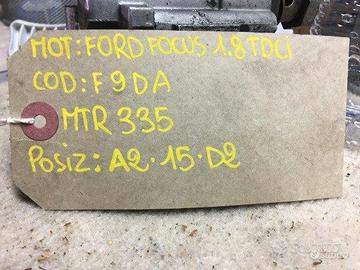 MOT: FORD FOCUS 1.8 TDCI
COD: F9DA
MTR 335
POSIZ: A2·15·D2